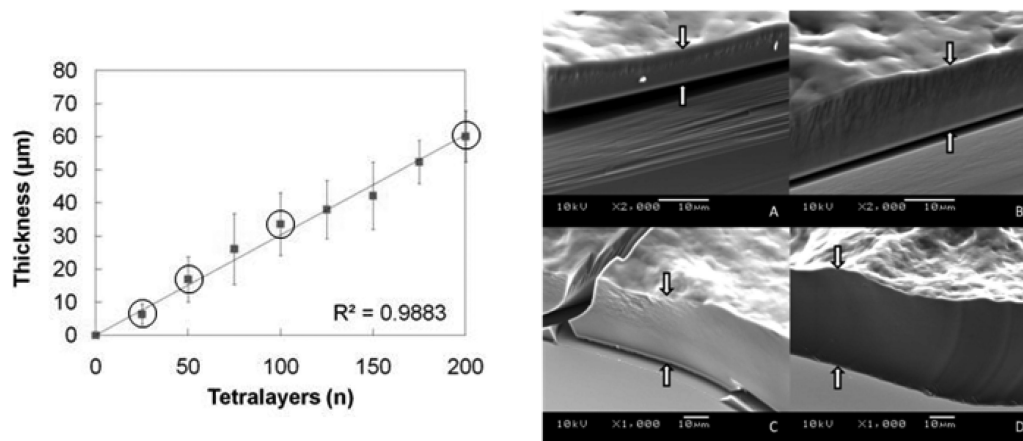 80
70
60
50
40
30
20
10
0
Thickness (μm)
0 50 100 150 200
Tetralayers (n)
R² = 0.9883
10kV X2,000 10μm A
10kV X2,000 10μm B
10kV X1,000 10μm C
10kV X1,000 10μm D